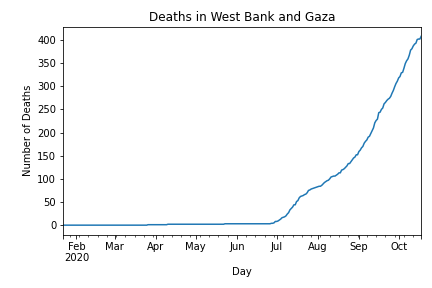 Deaths in West Bank and Gaza
Number of Deaths
400
350
300
250
200
150
100
50
0
Feb Mar Apr May Jun Jul Aug Sep Oct
2020
Day